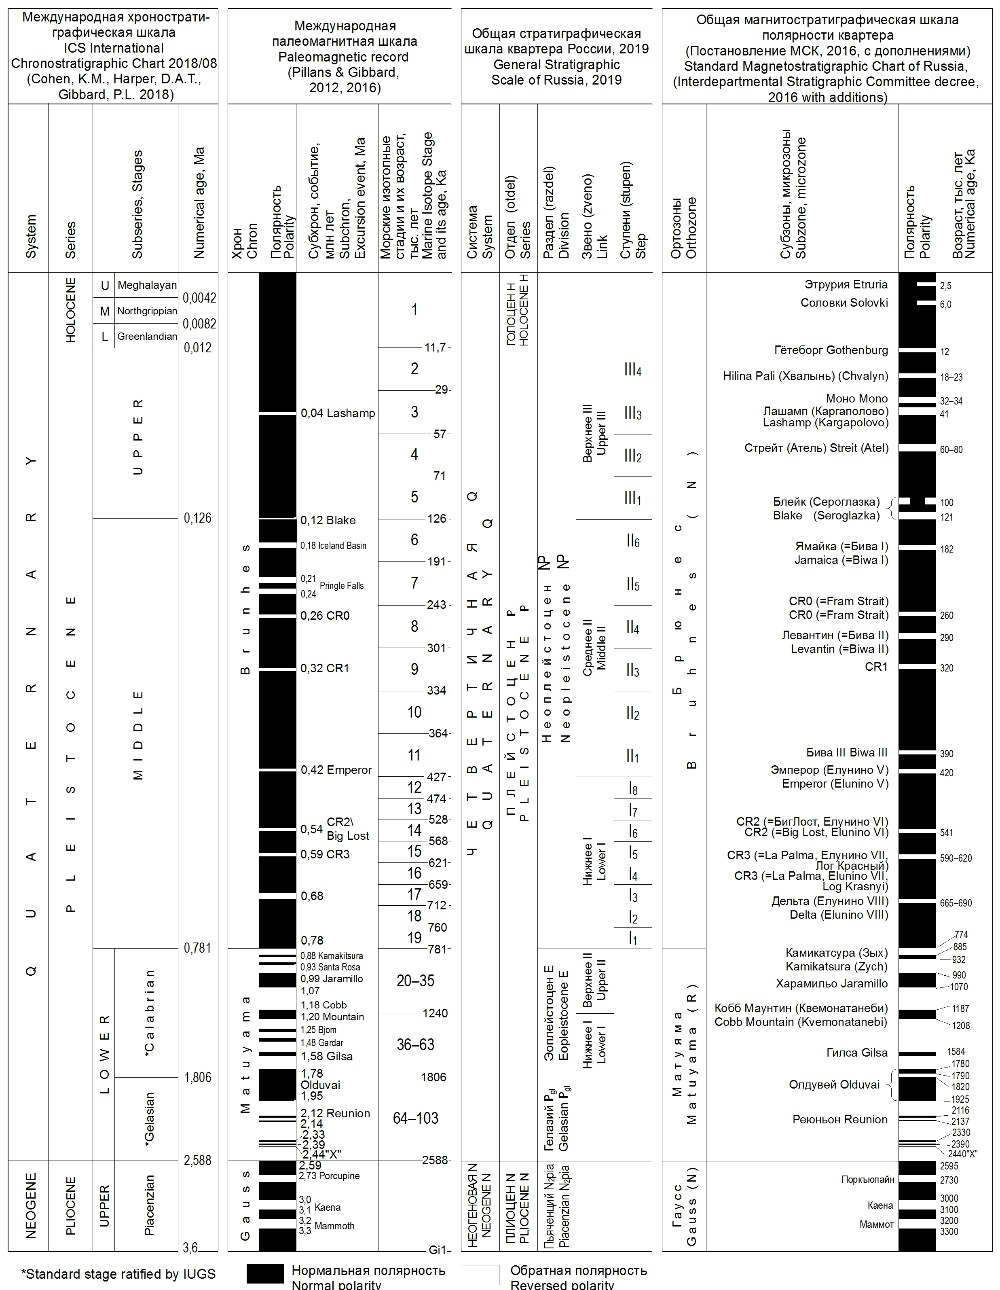 Международная хроностратиграфическая шкала
ICS International
Chronostratigraphic Chart 2018/08
(Cohen, K.M., Harper, D.A.T.,
Gibbard, P.L. 2018)
Международная
палеомагнитная шкала
Paleomagnetic record
(Pillans & Gibbard,
2012, 2016)
Общая стратиграфическая
шкала квартера России, 2019
General Stratigraphic
Scale of Russia, 2019
Общая магнитостратиграфическая шкала
полярности квартера
(Постановление МСК, 2016, с дополнениями)
Standard Magnetostratigraphic Chart of Russia,
(Interdepartmental Stratigraphic Committee decree,
2016 with additions)
System
Series
Subseries, Stages
Numerical age, Ma
Хрон
Chron
Полярность
Polarity
Субхрон, событие,
млн лет
Subchron,
Excursion event, Ma
Морские изотопные
стадии и их возраст,
тыс. лет
Marine Isotope Stage
and its age, Ka
Система
System
Отдел (otdel)
Series
Раздел (razdel)
Division
Звено (zveno)
Link
Ступени (stupen)
Step
Ортозоны
Orthozone
Субзоны, микрозоны
Subzone, microzone
Полярность
Polarity
Возраст, тыс. лет
Numerical age, Ka
QUATERNARY
NEOGENE
HOLOCENE
PLEISTOCENE
PLIOCENE
U Meghalayan
M Northgrippian
L Greenlandian
UPPER
MIDDLE
LOWER
*Calabrian
*Gelasian
UPPER
Piacenzian
0,0042
0,0082
0,012
0,126
0,781
1,806
2,588
3,6
Brunhes
Matuyama
Gauss
0,04 Lashamp
0,12 Blake
0,18 Iceland Basin
0,21
Pringle Falls
0,24
0,26 CR0
0,32 CR1
0,42 Emperor
CR2\
0,54
Big Lost
0,59 CR3
0,68
0,78
0,88 Kamakitsura
0,93 Santa Rosa
0,99 Jaramillo
1,07
1,18 Cobb
1,20 Mountain
1,25 Bjorn
1,48 Gardar
1,58 Gilsa
1,78
Olduvai
1,95
2,12 Reunion
2,14
2,33
2,39
2,44"X"
2,59
2,73 Porcupine
3,0
Kaena
3,1
3,2
Mammoth
3,3
1
11,7
2
29
3
57
4
71
5
126
6
191
7
243
8
301
9
334
10
364
11
427
12
474
13
528
14
568
15
621
16
659
17
712
18
760
19
781
20–35
1240
36–63
1806
64–103
2588
Gi1
ЧЕТВЕРТИЧНАЯ Q
QUATERNARY Q
НЕОГЕНОВАЯ N
NEOGENE N
ГОЛОЦЕН H
HOLOCENE H
ПЛЕЙСТОЦЕН P
PLEISTOCENE P
ПЛИОЦЕН N
PLIOCENE N
Неоплейстоцен NP
Neopleistocene NP
Эоплейстоцен E
Eopleistocene E
Гелазий Pgl
Gelasian Pgl
Пьяченций N2pia
Piacenzian N2pia
Верхнее III
Upper III
Среднее II
Middle II
Нижнее I
Lower I
Верхнее II
Upper II
Нижнее I
Lower I
III4
III3
III2
III1
II6
II5
II4
II3
II2
II1
I8
I7
I6
I5
I4
I3
I2
I1
Брюнес (N)
Bruhnes (N)
Матуяма
Matuyama (R)
Гаусс
Gauss (N)
Этрурия Etruria 2,5
Соловки Solovki 6,0
Гётеборг Gothenburg 12
Hilina Pali (Хвалынь) (Chvalyn) 18–23
Моно Mono 32–34
Лашамп (Каргаполово) 41
Lashamp (Kargapolovo)
Стрейт (Атель) Streit (Atel) 60–80
Блейк (Сероглазка) 100
Blake (Seroglazka) 121
Ямайка (=Бива I) 182
Jamaica (=Biwa I)
CR0 (=Fram Strait)
CR0 (=Fram Strait) 260
Левантин (=Бива II) 290
Levantin (=Biwa II)
CR1 320
Бива III Biwa III 390
Эмперор (Елунино V) 420
Emperor (Elunino V)
CR2 (=БигЛост, Елунино VI)
CR2 (=Big Lost, Elunino VI) 541
CR3 (=La Palma, Елунино VII, 590–620
Лог Красный)
CR3 (=La Palma, Elunino VII,
Log Krasnyi)
Дельта (Елунино VIII) 665–690
Delta (Elunino VIII)
774
Камикатсура (Зых) 885
Kamikatsura (Zych) 932
990
Харамильо Jaramillo 1070
Кобб Маунтин (Квемонатанеби) 1187
Cobb Mountain (Kvemonatanebi) 1208
Гилса Gilsa 1584
1780
1790
Олдувей Olduvai 1820
1925
2116
Реюньон Reunion 2137
2330
2390
2440"X"
2595
Поркьюпайн 2730
3000
Каена 3100
3200
Маммот 3300
*Standard stage ratified by IUGS
Нормальная полярность
Normal polarity
Обратная полярность
Reversed polarity